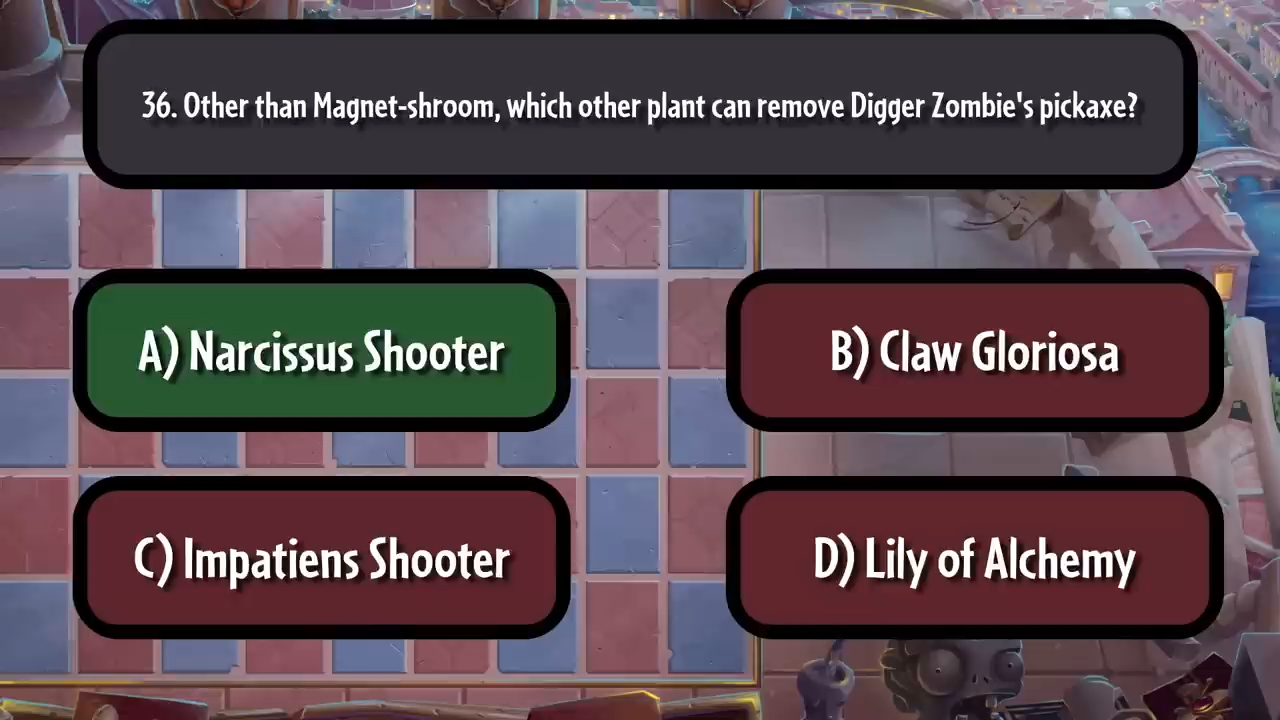 36. Other than Magnet-shroom, which other plant can remove Digger Zombie's pickaxe?
A) Narcissus Shooter
B) Claw Gloriosa
C) Impatiens Shooter
D) Lily of Alchemy